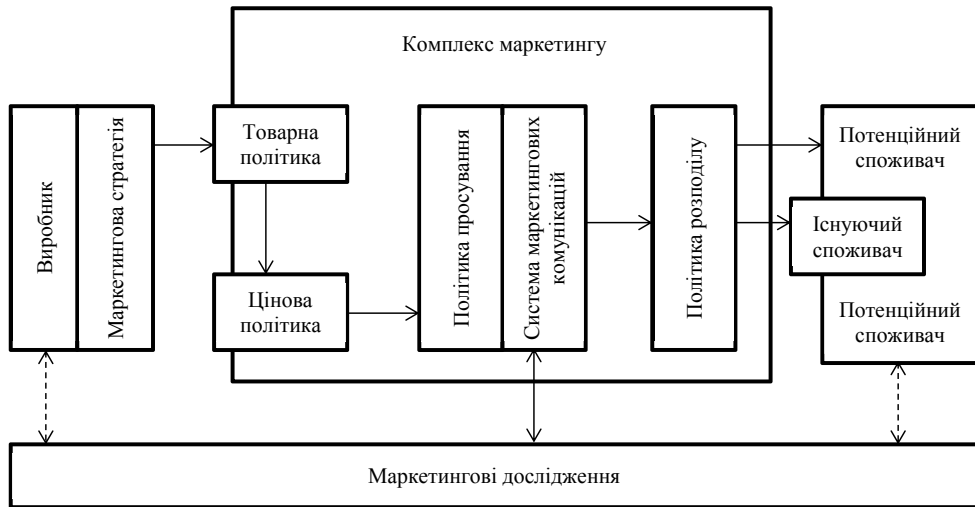 Комплекс маркетингу
Виробник
Маркетингова стратегія
Товарна
політика
Цінова
політика
Політика просування
Система маркетингових
комунікацій
Політика розподілу
Потенційний
споживач
Існуючий
споживач
Потенційний
споживач
Маркетингові дослідження